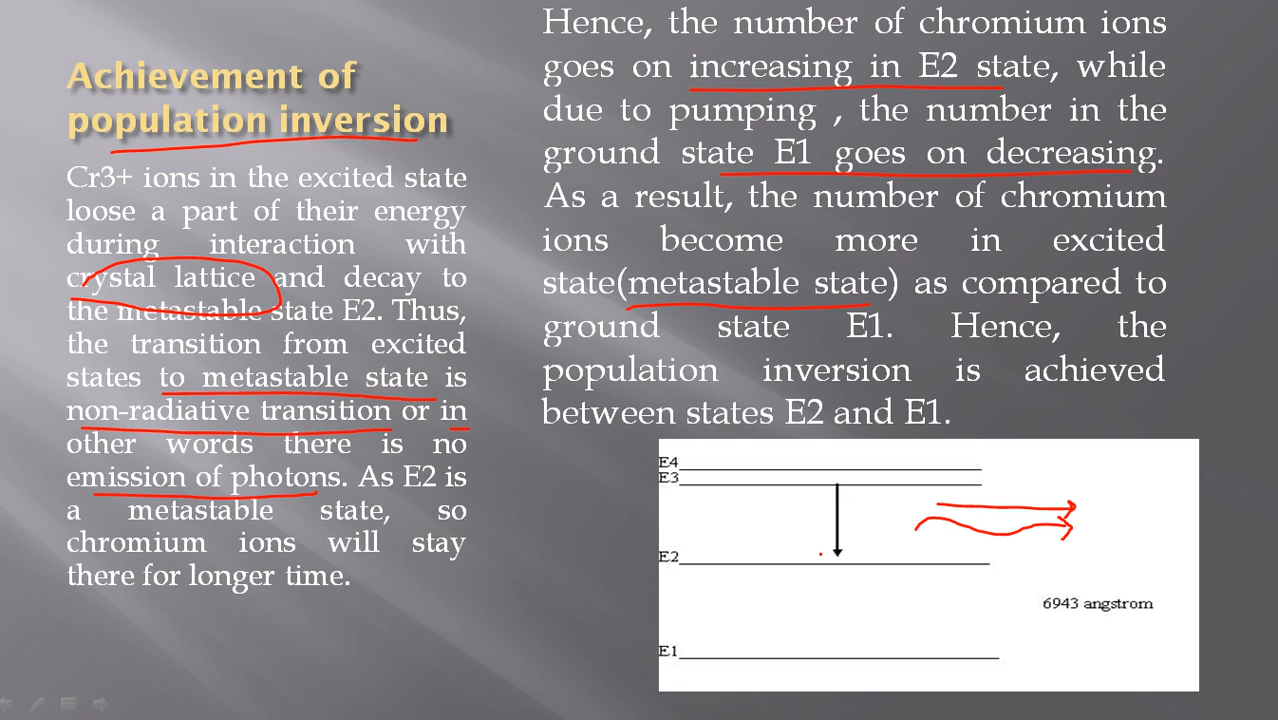 Achievement of
population inversion
Cr3+ ions in the excited state
loose a part of their energy
during interaction with
crystal lattice and decay to
the metastable state E2. Thus,
the transition from excited
states to metastable state is
non-radiative transition or in
other words there is no
emission of photons. As E2 is
a metastable state, so
chromium ions will stay
there for longer time.
Hence, the number of chromium ions
goes on increasing in E2 state, while
due to pumping , the number in the
ground state E1 goes on decreasing.
As a result, the number of chromium
ions become more in excited
state(metastable state) as compared to
ground state E1. Hence, the
population inversion is achieved
between states E2 and E1.
E4
E3
E2
6943 angstrom
E1